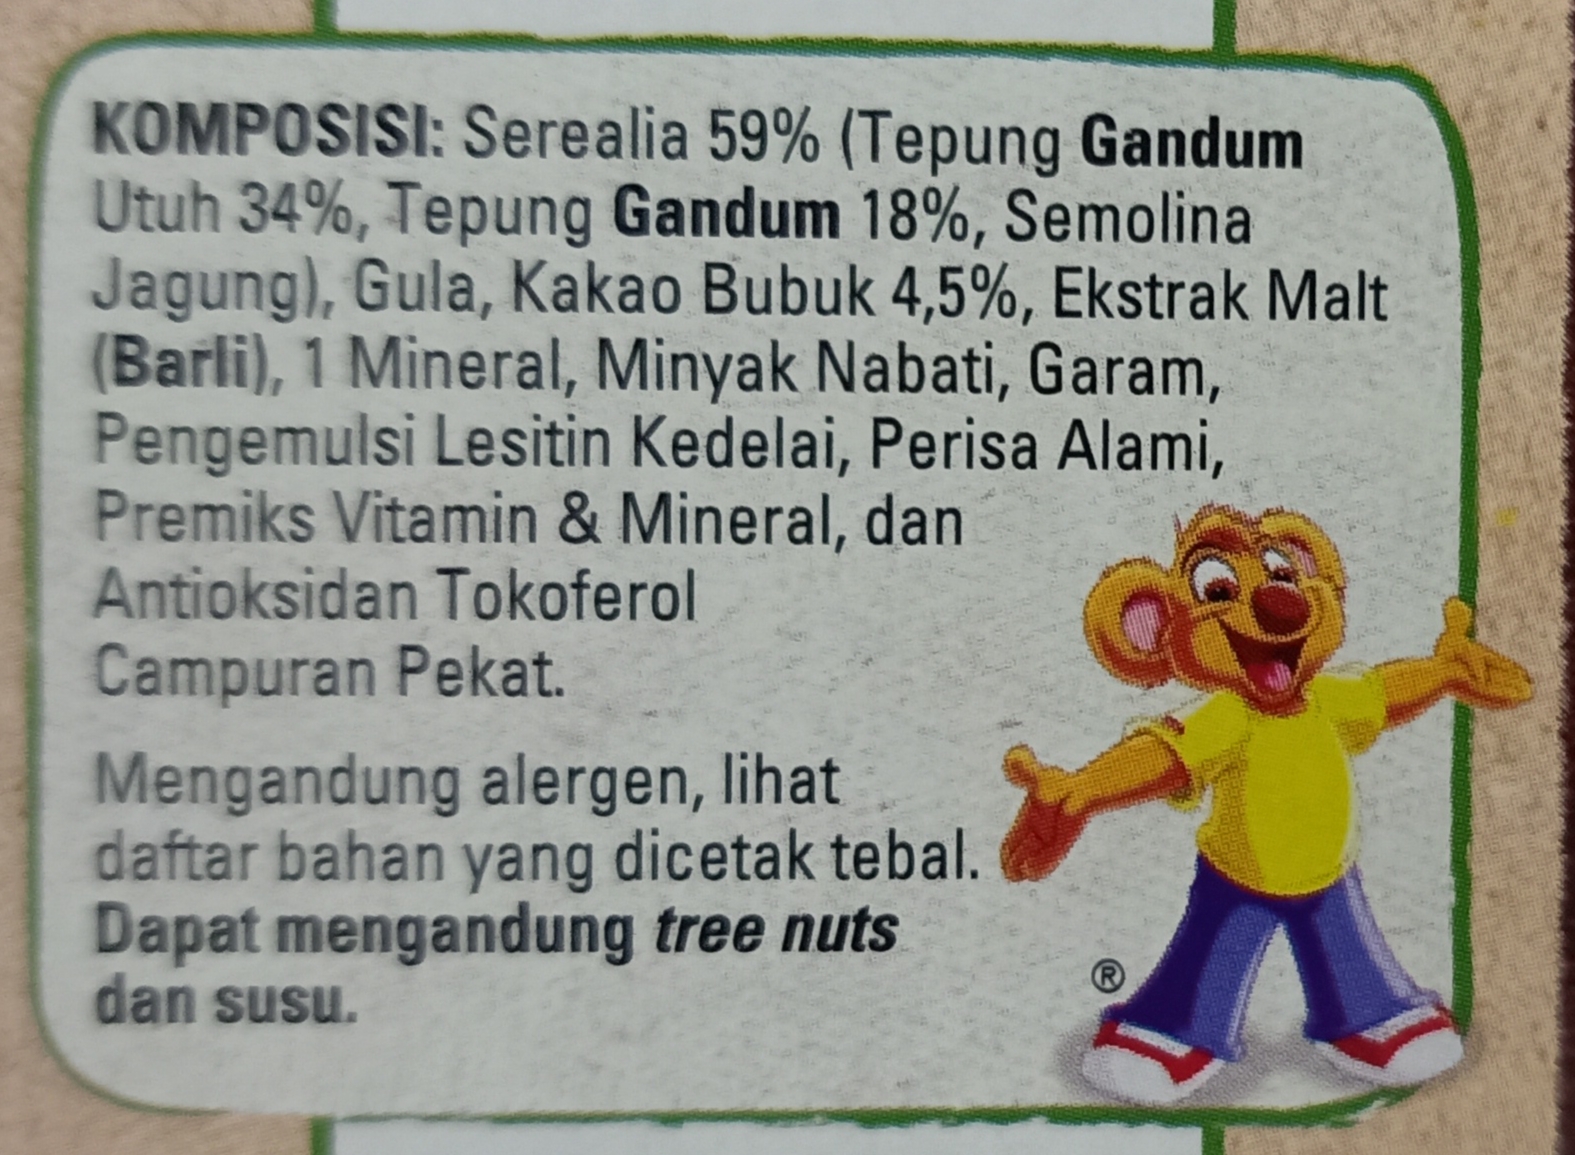 KOMPOSISI: Serealia 59% (Tepung Gandum
Utuh 34%, Tepung Gandum 18%, Semolina
Jagung), Gula, Kakao Bubuk 4,5%, Ekstrak Malt
(Barli), 1 Mineral, Minyak Nabati, Garam,
Pengemulsi Lesitin Kedelai, Perisa Alami,
Premiks Vitamin & Mineral, dan
Antioksidan Tokoferol
Campuran Pekat.
Mengandung alergen, lihat
daftar bahan yang dicetak tebal.
Dapat mengandung tree nuts
dan susu.
®